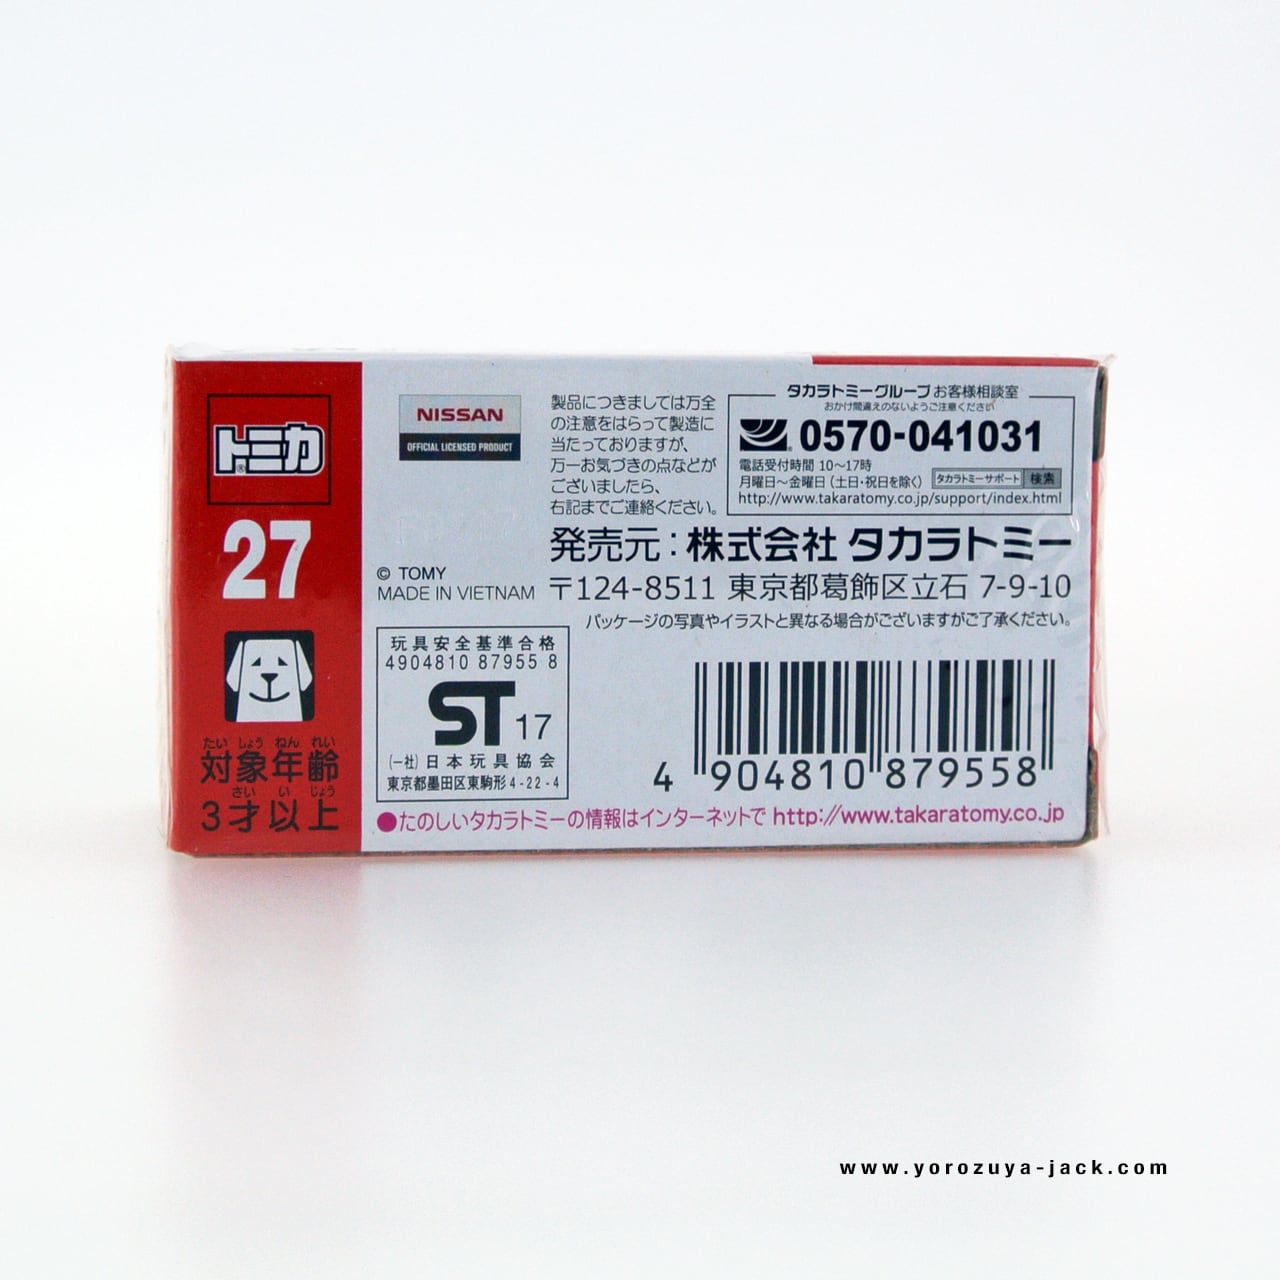 トミカ
27
たい しょう ねん れい
対象年齢
さい い じょう
3才以上
NISSAN
OFFICIAL LICENSED PRODUCT
© TOMY
MADE IN VIETNAM
製品につきましては万全
の注意をはらって製造に
当たっておりますが、
万一お気づきの点などが
ございましたら、
右記までご連絡ください。
タカラトミーグループお客様相談室
おかけ間違えのないようご注意ください
0570-041031
電話受付時間 10〜17時
月曜日〜金曜日（土日・祝日を除く） タカラトミーサポート 検索
http://www.takaratomy.co.jp/support/index.html
発売元：株式会社 タカラトミー
〒124-8511 東京都葛飾区立石 7-9-10
パッケージの写真やイラストと異なる場合がございますがご了承ください。
玩具安全基準合格
4904810 87955 8
ST 17
(一社)日本玩具協会
東京都墨田区東駒形4-22-4
4 904810 879558
●たのしいタカラトミーの情報はインターネットで http://www.takaratomy.co.jp
www.yorozuya-jack.com